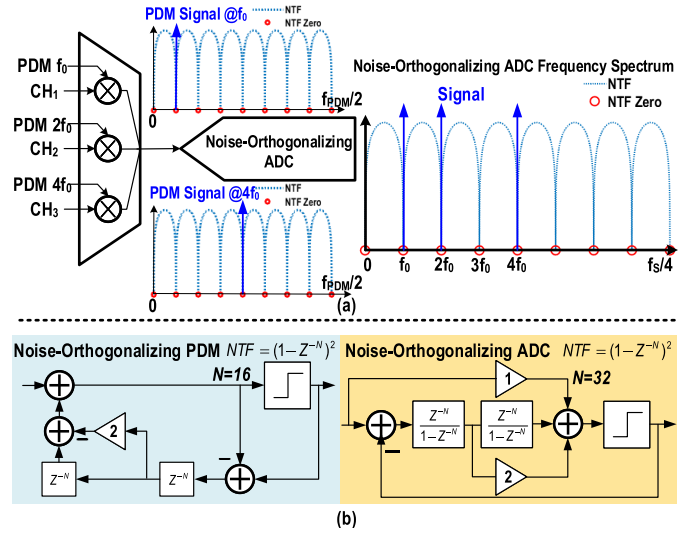 PDM Signal @f₀
NTF
NTF Zero
0
f_PDM/2
PDM f₀
CH₁
PDM 2f₀
CH₂
PDM 4f₀
CH₃
Noise-Orthogonalizing
ADC
PDM Signal @4f₀
NTF
NTF Zero
0
f_PDM/2
Noise-Orthogonalizing ADC Frequency Spectrum
NTF
NTF Zero
Signal
0 f₀ 2f₀ 3f₀ 4f₀ f_S/4
(a)
Noise-Orthogonalizing PDM NTF = (1−Z^{−N})²
N=16
2
Z^{−N}
Z^{−N}
Noise-Orthogonalizing ADC NTF = (1−Z^{−N})²
N=32
1
Z^{−N}
1−Z^{−N}
Z^{−N}
1−Z^{−N}
2
(b)